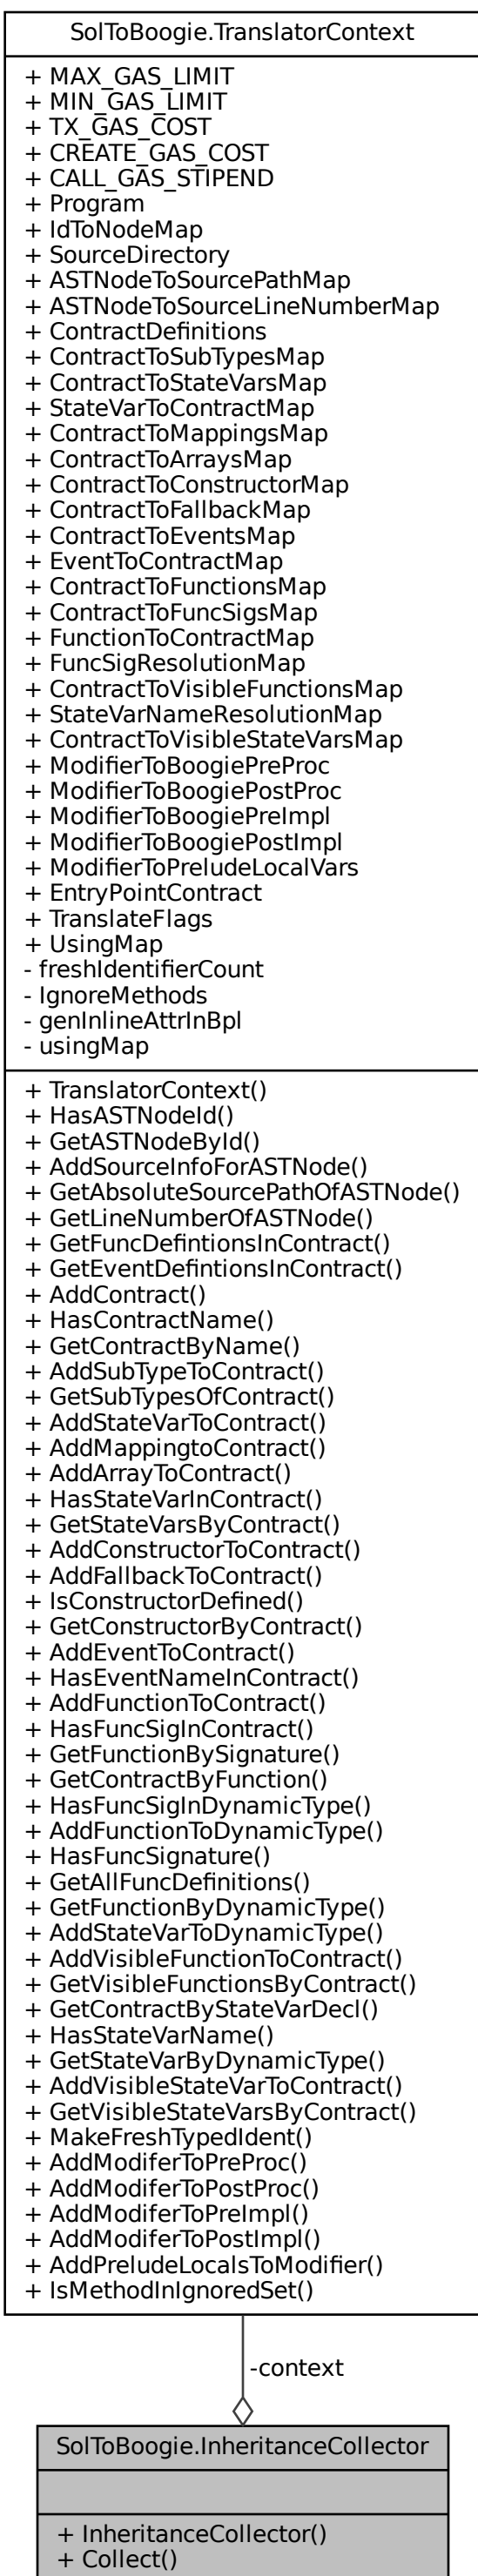 SolToBoogie.TranslatorContext
+ MAX_GAS_LIMIT
+ MIN_GAS_LIMIT
+ TX_GAS_COST
+ CREATE_GAS_COST
+ CALL_GAS_STIPEND
+ Program
+ IdToNodeMap
+ SourceDirectory
+ ASTNodeToSourcePathMap
+ ASTNodeToSourceLineNumberMap
+ ContractDefinitions
+ ContractToSubTypesMap
+ ContractToStateVarsMap
+ StateVarToContractMap
+ ContractToMappingsMap
+ ContractToArraysMap
+ ContractToConstructorMap
+ ContractToFallbackMap
+ ContractToEventsMap
+ EventToContractMap
+ ContractToFunctionsMap
+ ContractToFuncSigsMap
+ FunctionToContractMap
+ FuncSigResolutionMap
+ ContractToVisibleFunctionsMap
+ StateVarNameResolutionMap
+ ContractToVisibleStateVarsMap
+ ModifierToBoogiePreProc
+ ModifierToBoogiePostProc
+ ModifierToBoogiePreImpl
+ ModifierToBoogiePostImpl
+ ModifierToPreludeLocalVars
+ EntryPointContract
+ TranslateFlags
+ UsingMap
- freshIdentifierCount
- IgnoreMethods
- genInlineAttrInBpl
- usingMap
+ TranslatorContext()
+ HasASTNodeId()
+ GetASTNodeById()
+ AddSourceInfoForASTNode()
+ GetAbsoluteSourcePathOfASTNode()
+ GetLineNumberOfASTNode()
+ GetFuncDefintionsInContract()
+ GetEventDefintionsInContract()
+ AddContract()
+ HasContractName()
+ GetContractByName()
+ AddSubTypeToContract()
+ GetSubTypesOfContract()
+ AddStateVarToContract()
+ AddMappingtoContract()
+ AddArrayToContract()
+ HasStateVarInContract()
+ GetStateVarsByContract()
+ AddConstructorToContract()
+ AddFallbackToContract()
+ IsConstructorDefined()
+ GetConstructorByContract()
+ AddEventToContract()
+ HasEventNameInContract()
+ AddFunctionToContract()
+ HasFuncSigInContract()
+ GetFunctionBySignature()
+ GetContractByFunction()
+ HasFuncSigInDynamicType()
+ AddFunctionToDynamicType()
+ HasFuncSignature()
+ GetAllFuncDefinitions()
+ GetFunctionByDynamicType()
+ AddStateVarToDynamicType()
+ AddVisibleFunctionToContract()
+ GetVisibleFunctionsByContract()
+ GetContractByStateVarDecl()
+ HasStateVarName()
+ GetStateVarByDynamicType()
+ AddVisibleStateVarToContract()
+ GetVisibleStateVarsByContract()
+ MakeFreshTypedIdent()
+ AddModiferToPreProc()
+ AddModiferToPostProc()
+ AddModiferToPreImpl()
+ AddModiferToPostImpl()
+ AddPreludeLocalsToModifier()
+ IsMethodInIgnoredSet()
-context
SolToBoogie.InheritanceCollector
+ InheritanceCollector()
+ Collect()